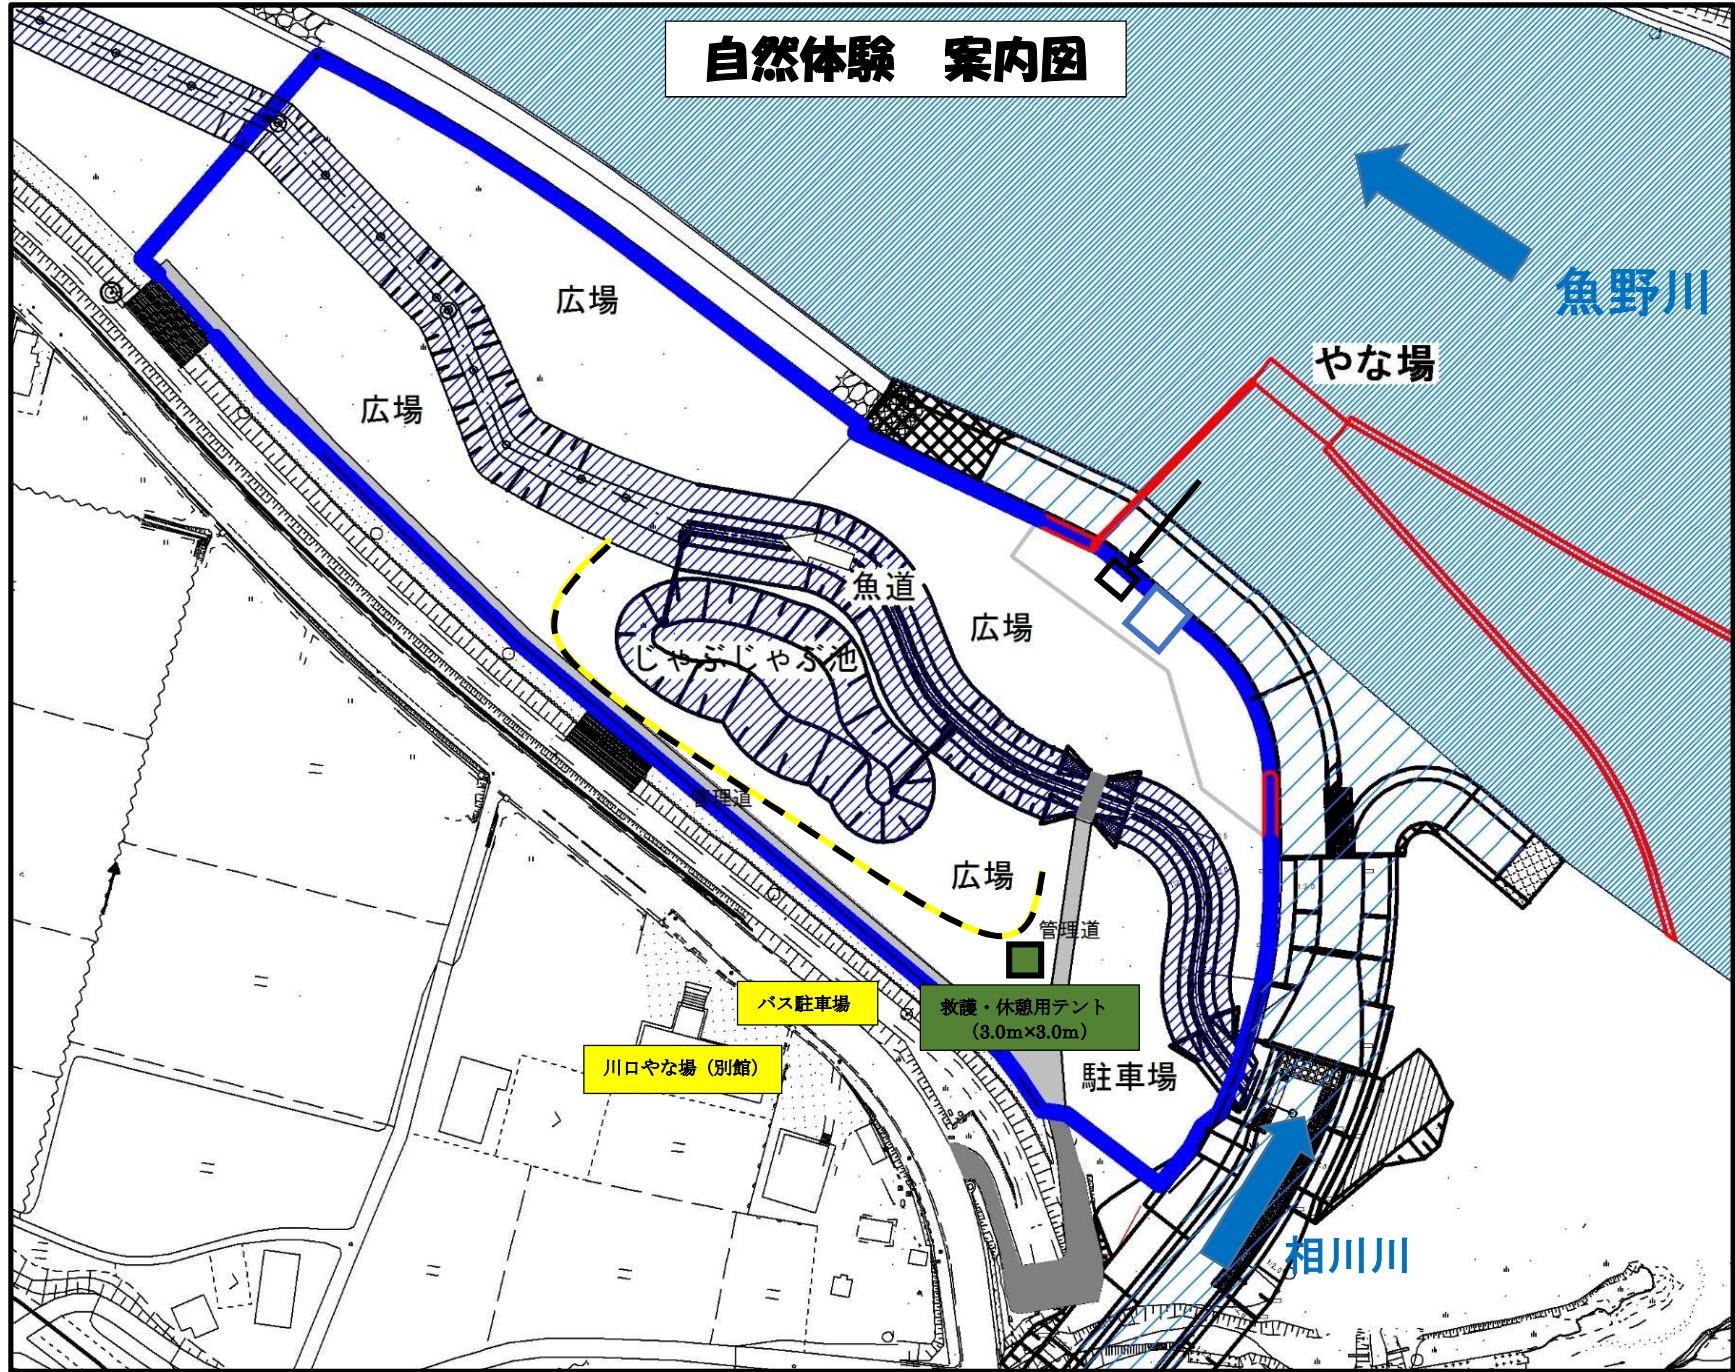 自然体験 案内図
魚野川
広場
やな場
広場
魚道
広場
じゃぶじゃぶ池
管理道
広場
管理道
バス駐車場
救護・休憩用テント
(3.0m×3.0m)
川口やな場（別館）
駐車場
相川川